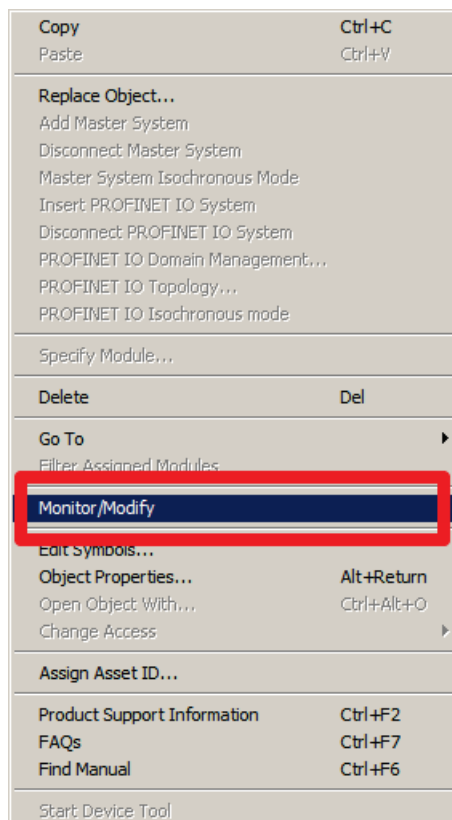 Copy Ctrl+C
Paste Ctrl+V
Replace Object...
Add Master System
Disconnect Master System
Master System Isochronous Mode
Insert PROFINET IO System
Disconnect PROFINET IO System
PROFINET IO Domain Management...
PROFINET IO Topology...
PROFINET IO Isochronous mode
Specify Module...
Delete Del
Go To
Filter Assigned Modules
Monitor/Modify
Edit Symbols...
Object Properties... Alt+Return
Open Object With... Ctrl+Alt+O
Change Access
Assign Asset ID...
Product Support Information Ctrl+F2
FAQs Ctrl+F7
Find Manual Ctrl+F6
Start Device Tool